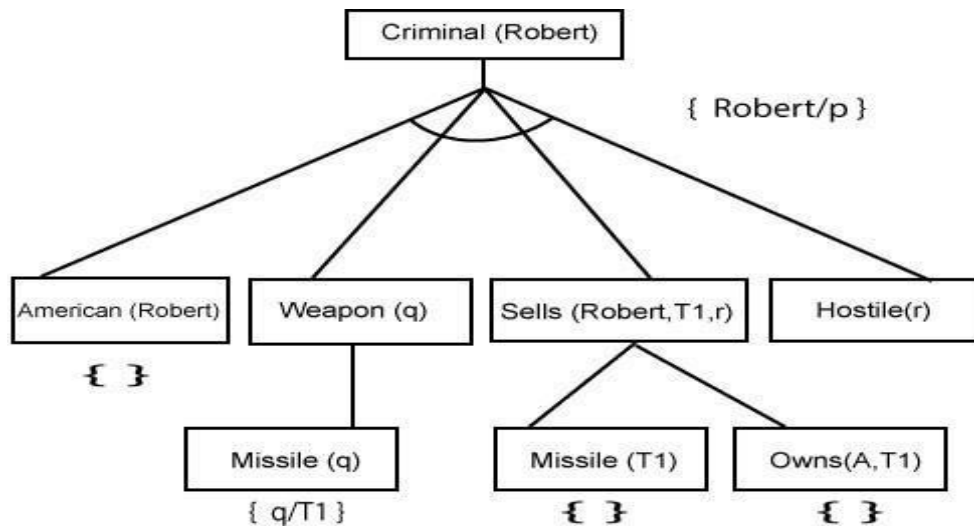 Criminal (Robert)
{ Robert/p }
American (Robert)
Weapon (q)
Sells (Robert,T1,r)
Hostile(r)
{ }
Missile (q)
Missile (T1)
Owns(A,T1)
{ q/T1 }
{ }
{ }